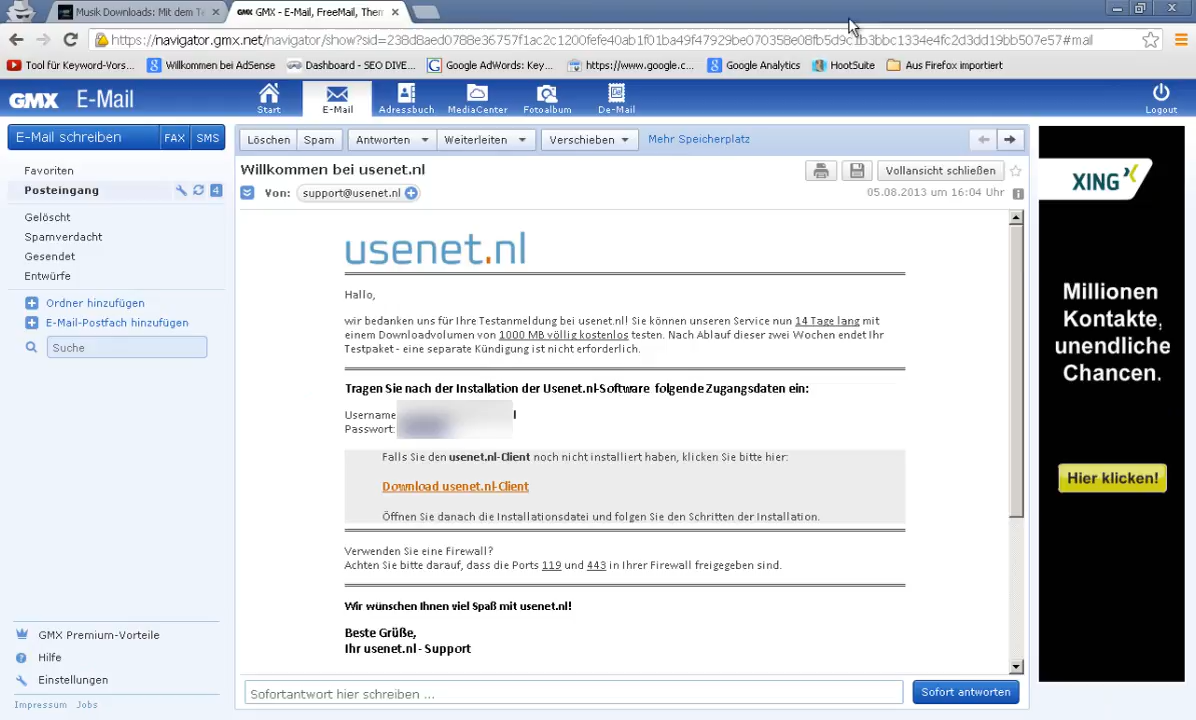 Musik Downloads: Mit dem Te
GMX - E-Mail, FreeMail, Them
https://navigator.gmx.net/navigator/show?sid=238d8aed0788e36757f1ac2c1200fefe40ab1f01ba49f47929be070358e08fb5d9c1b3bbc1334e4fc2d3dd19bb507e57#mail
Tool für Keyword-Vors...
Willkommen bei AdSense
Dashboard - SEO DIVE...
Google AdWords: Key...
https://www.google.c...
Google Analytics
HootSuite
Aus Firefox importiert
GMX E-Mail
Start
E-Mail
Adressbuch
MediaCenter
Fotoalbum
De-Mail
Logout
E-Mail schreiben FAX SMS
Löschen Spam Antworten Weiterleiten Verschieben Mehr Speicherplatz
Favoriten
Posteingang 4
Gelöscht
Spamverdacht
Gesendet
Entwürfe
Ordner hinzufügen
E-Mail-Postfach hinzufügen
Suche
GMX Premium-Vorteile
Hilfe
Einstellungen
Impressum Jobs
Willkommen bei usenet.nl
Vollansicht schließen
Von: support@usenet.nl
05.08.2013 um 16:04 Uhr
usenet.nl
Hallo,
wir bedanken uns für Ihre Testanmeldung bei usenet.nl! Sie können unseren Service nun 14 Tage lang mit
einem Downloadvolumen von 1000 MB völlig kostenlos testen. Nach Ablauf dieser zwei Wochen endet Ihr
Testpaket - eine separate Kündigung ist nicht erforderlich.
Tragen Sie nach der Installation der Usenet.nl-Software folgende Zugangsdaten ein:
Username
Passwort:
Falls Sie den usenet.nl-Client noch nicht installiert haben, klicken Sie bitte hier:
Download usenet.nl-Client
Öffnen Sie danach die Installationsdatei und folgen Sie den Schritten der Installation.
Verwenden Sie eine Firewall?
Achten Sie bitte darauf, dass die Ports 119 und 443 in Ihrer Firewall freigegeben sind.
Wir wünschen Ihnen viel Spaß mit usenet.nl!
Beste Grüße,
Ihr usenet.nl - Support
Sofortantwort hier schreiben ...
Sofort antworten
XING
Millionen
Kontakte,
unendliche
Chancen.
Hier klicken!